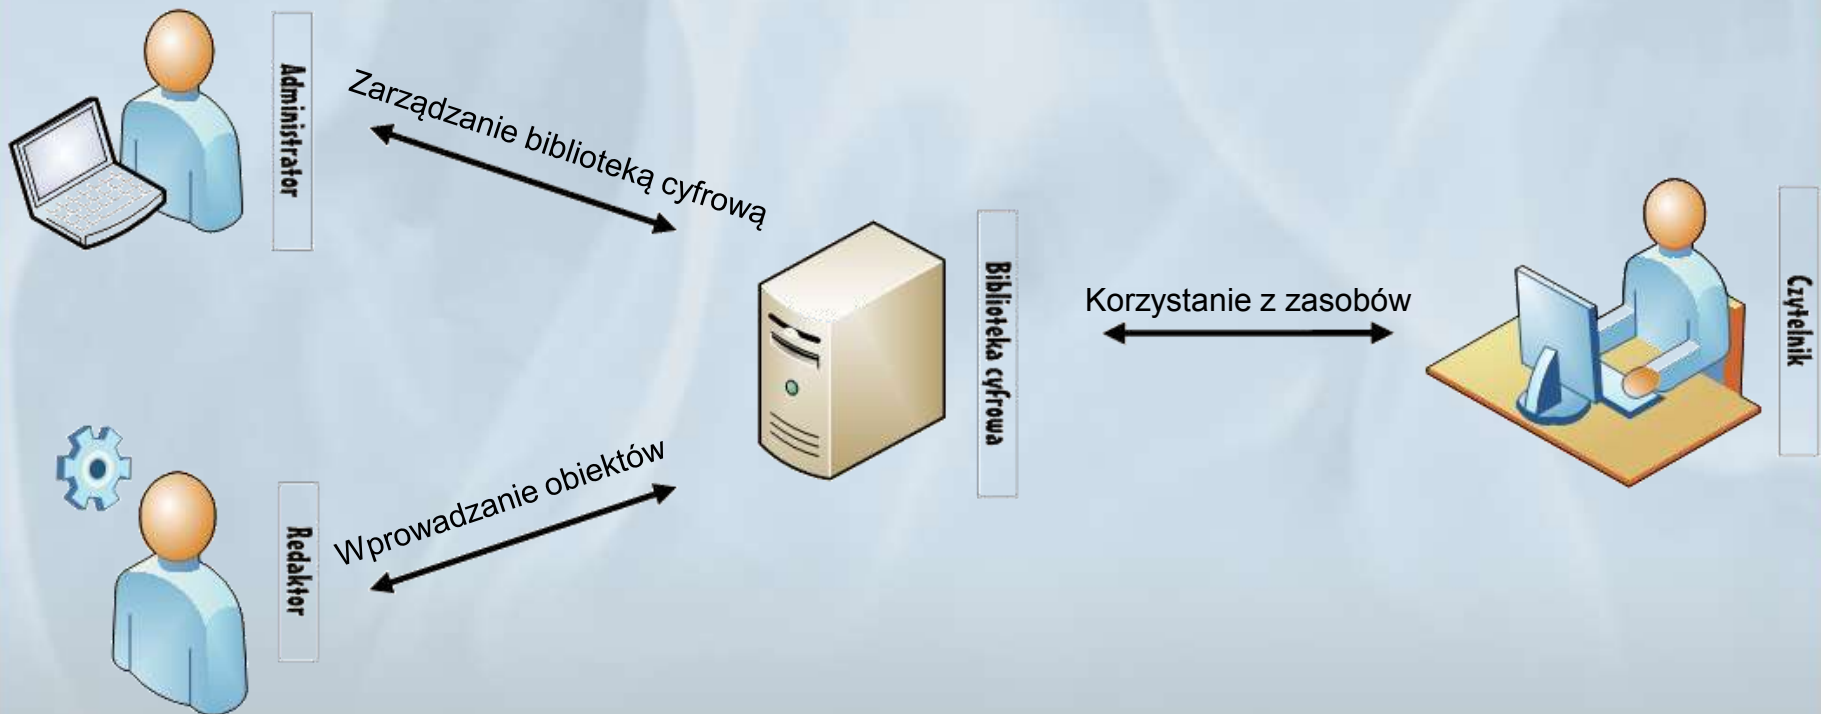 Administrator
Zarządzanie biblioteką cyfrową
Biblioteka cyfrowa
Korzystanie z zasobów
Czytelnik
Wprowadzanie obiektów
Redaktor